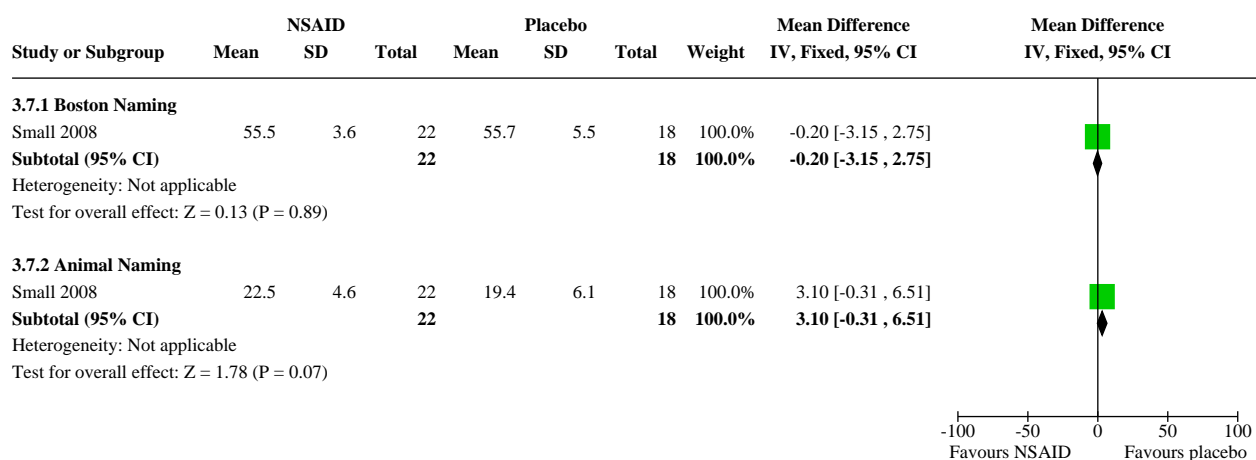 NSAID Placebo Mean Difference Mean Difference
Study or Subgroup Mean SD Total Mean SD Total Weight IV, Fixed, 95% CI IV, Fixed, 95% CI
3.7.1 Boston Naming
Small 2008 55.5 3.6 22 55.7 5.5 18 100.0% -0.20 [-3.15 , 2.75]
Subtotal (95% CI) 22 18 100.0% -0.20 [-3.15 , 2.75]
Heterogeneity: Not applicable
Test for overall effect: Z = 0.13 (P = 0.89)
3.7.2 Animal Naming
Small 2008 22.5 4.6 22 19.4 6.1 18 100.0% 3.10 [-0.31 , 6.51]
Subtotal (95% CI) 22 18 100.0% 3.10 [-0.31 , 6.51]
Heterogeneity: Not applicable
Test for overall effect: Z = 1.78 (P = 0.07)
-100 -50 0 50 100
Favours NSAID Favours placebo